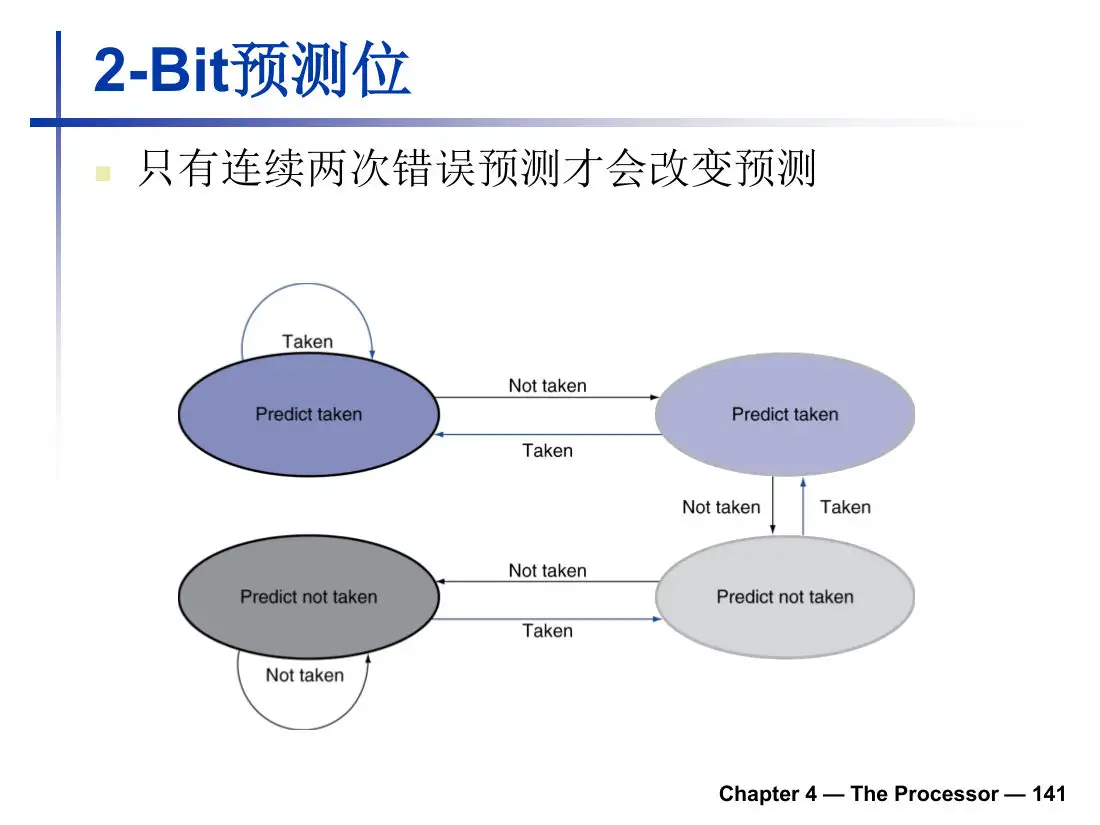 2-Bit预测位
只有连续两次错误预测才会改变预测
Taken
Not taken
Predict taken
Predict taken
Taken
Not taken
Taken
Not taken
Predict not taken
Predict not taken
Taken
Not taken
Chapter 4 — The Processor — 141